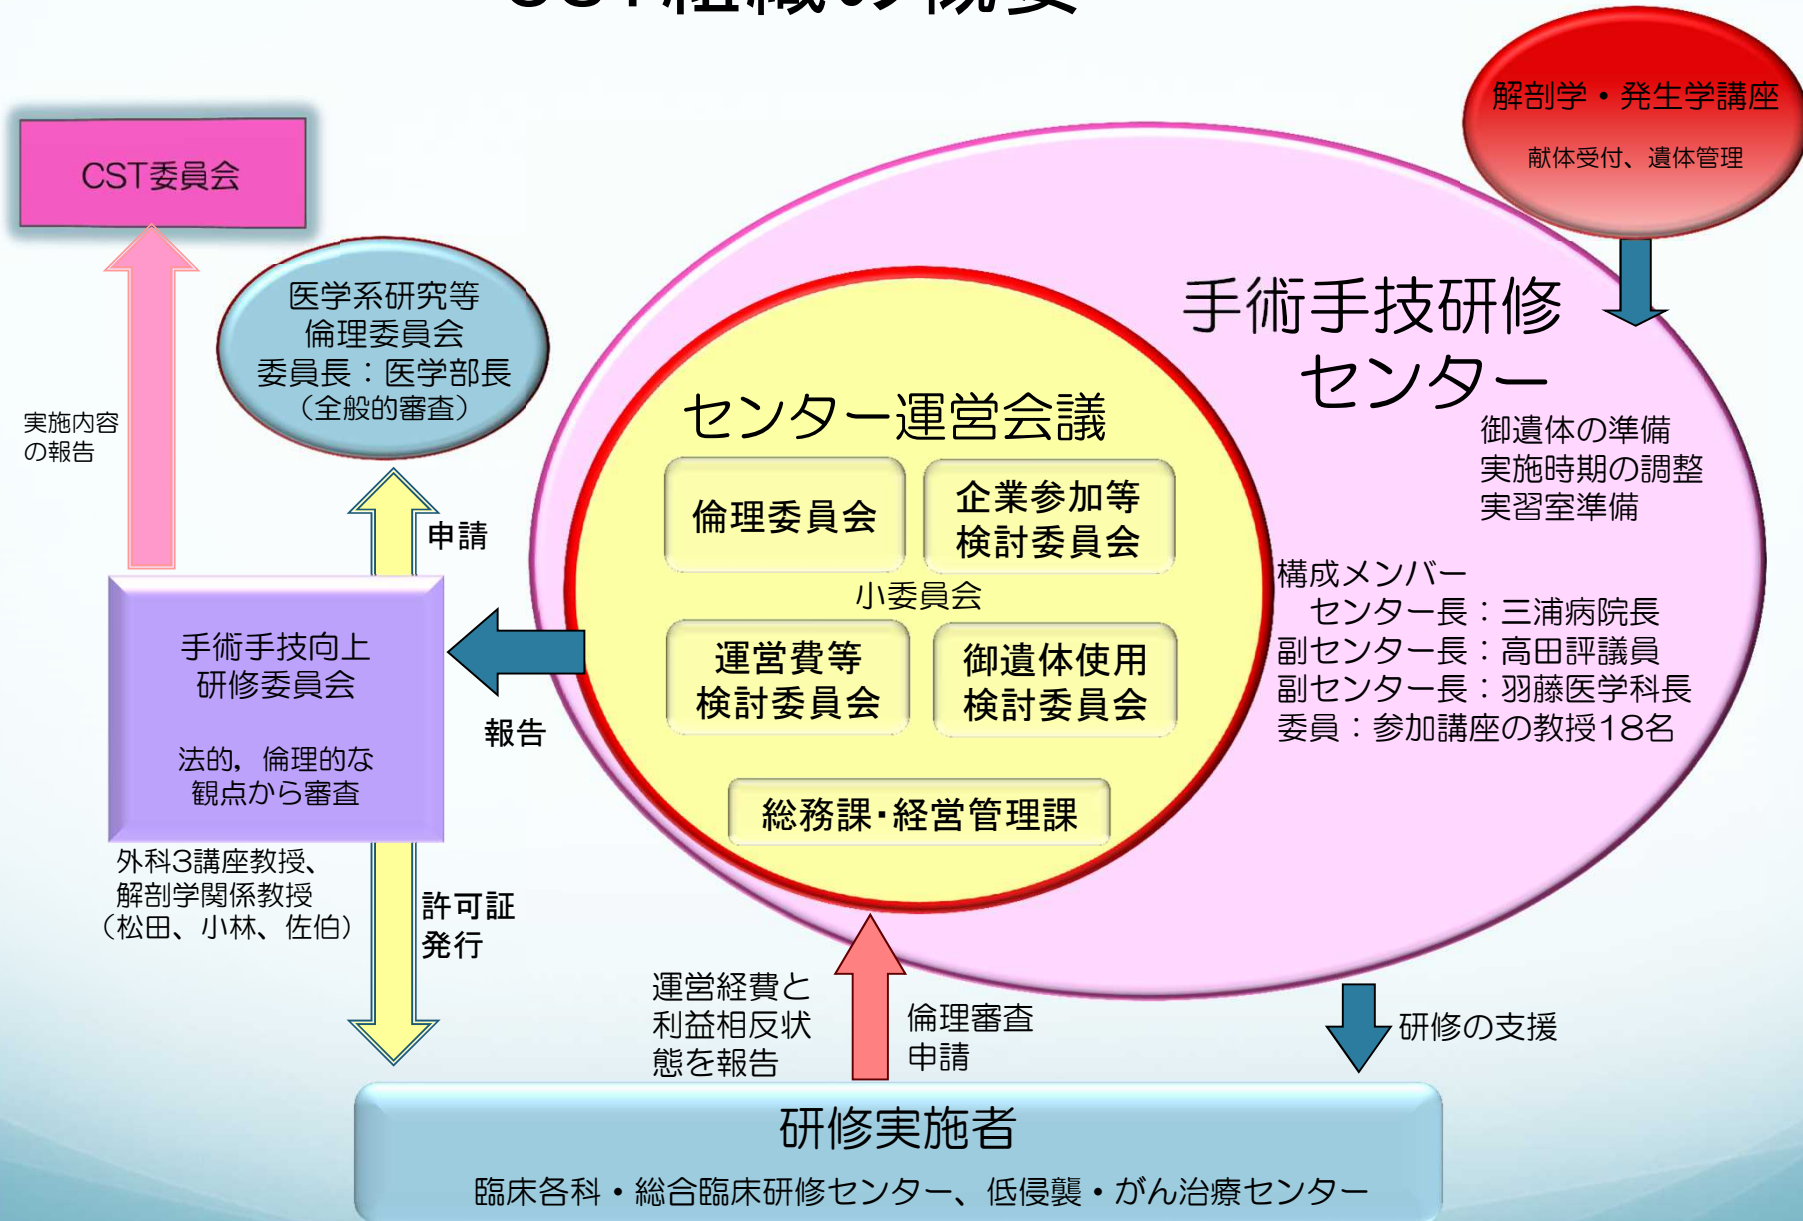 CST組織の概要
解剖学・発生学講座
献体受付、遺体管理
CST委員会
医学系研究等
倫理委員会
委員長：医学部長
（全般的審査）
実施内容
の報告
申請
手術手技研修
センター
御遺体の準備
実施時期の調整
実習室準備
センター運営会議
倫理委員会
企業参加等
検討委員会
小委員会
運営費等
検討委員会
御遺体使用
検討委員会
総務課・経営管理課
構成メンバー
センター長：三浦病院長
副センター長：高田評議員
副センター長：羽藤医学科長
委員：参加講座の教授18名
手術手技向上
研修委員会
法的，倫理的な
観点から審査
報告
外科3講座教授、
解剖学関係教授
（松田、小林、佐伯）
許可証
発行
運営経費と
利益相反状
態を報告
倫理審査
申請
研修の支援
研修実施者
臨床各科・総合臨床研修センター、低侵襲・がん治療センター